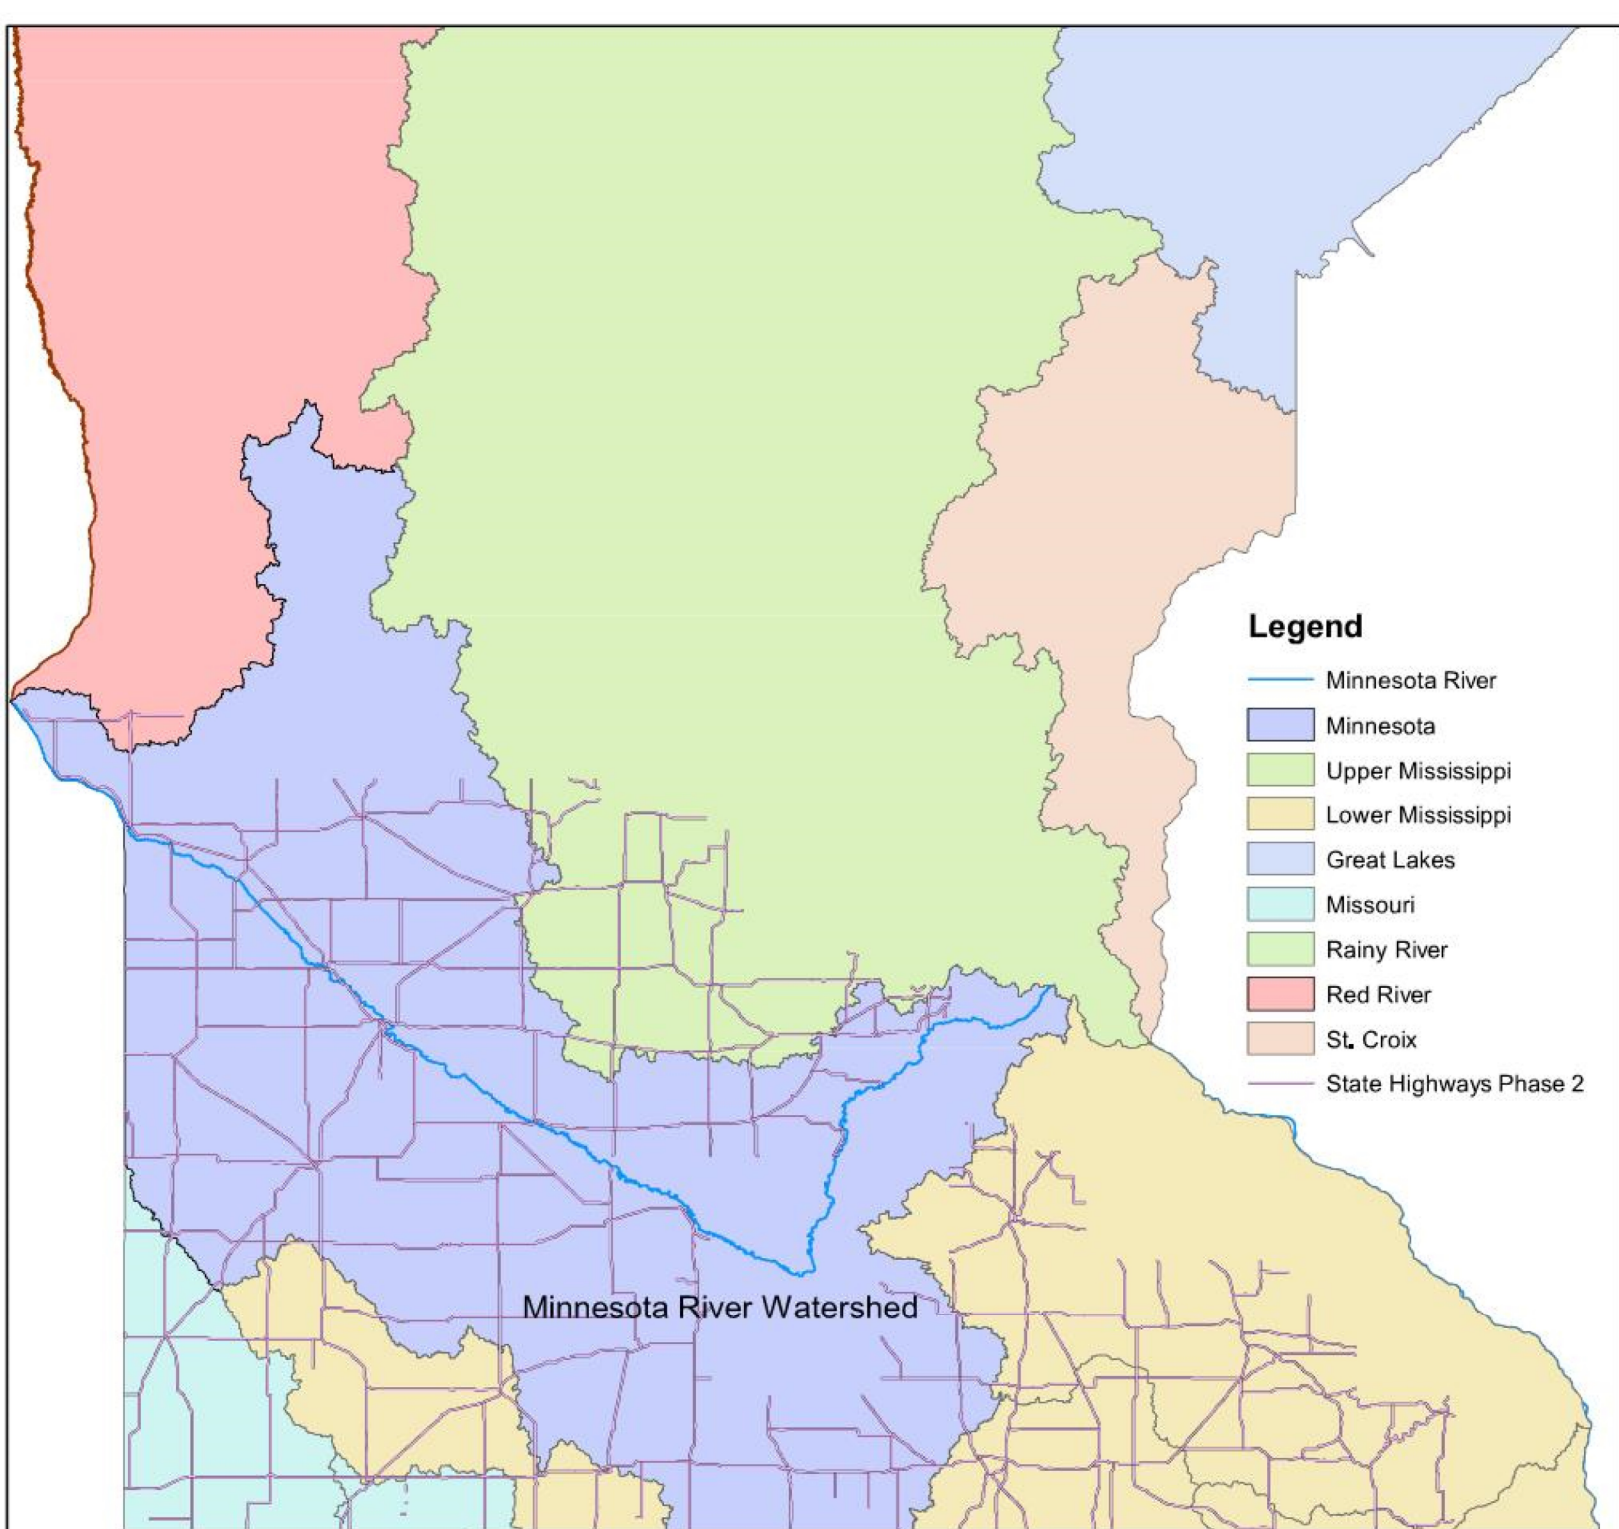 Legend
Minnesota River
Minnesota
Upper Mississippi
Lower Mississippi
Great Lakes
Missouri
Rainy River
Red River
St. Croix
State Highways Phase 2
Minnesota River Watershed